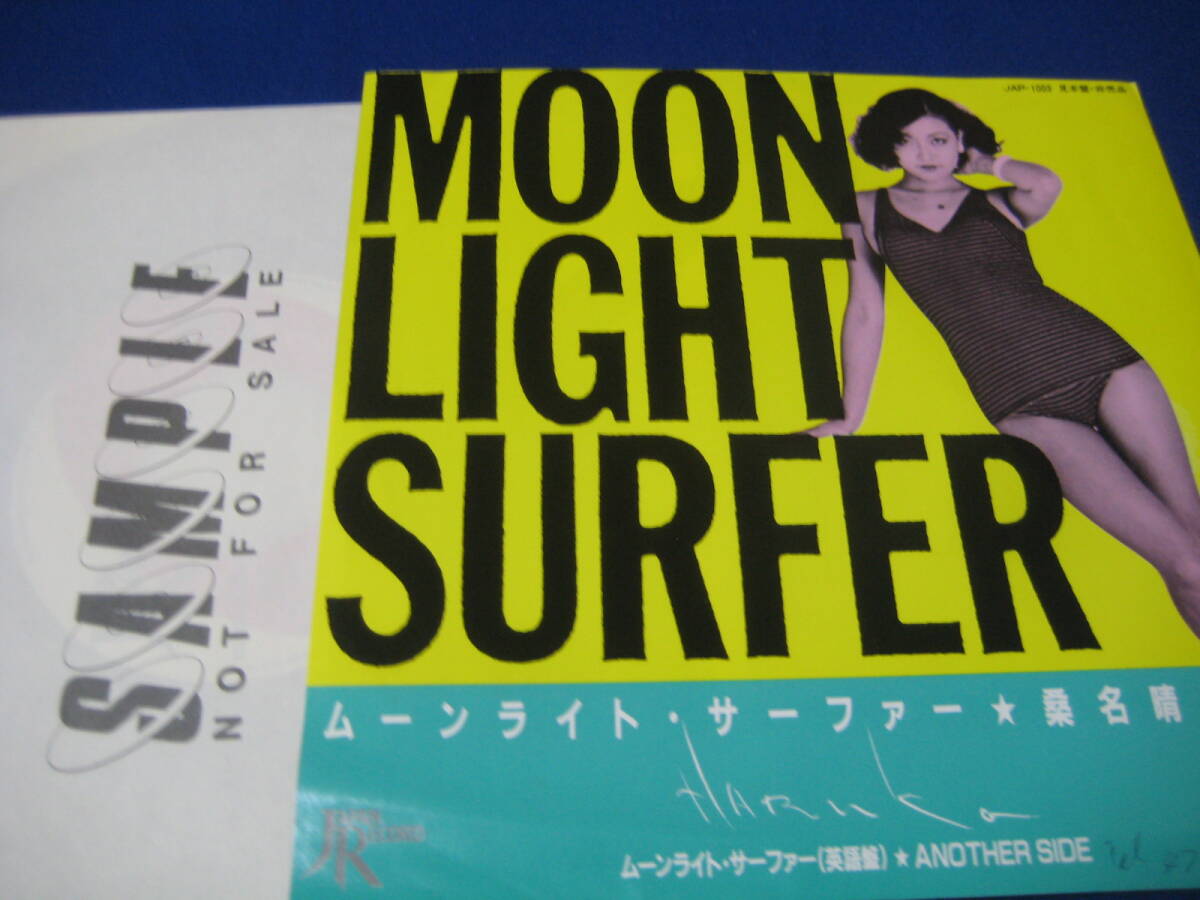 SAMPLE
NOT FOR SALE
JAP-1003 見本盤・非売品
MOON
LIGHT
SURFER
ムーンライト・サーファー★桑名晴
Haruko
JAPAN RECORDS
ムーンライト・サーファー(英語盤)★ANOTHER SIDE